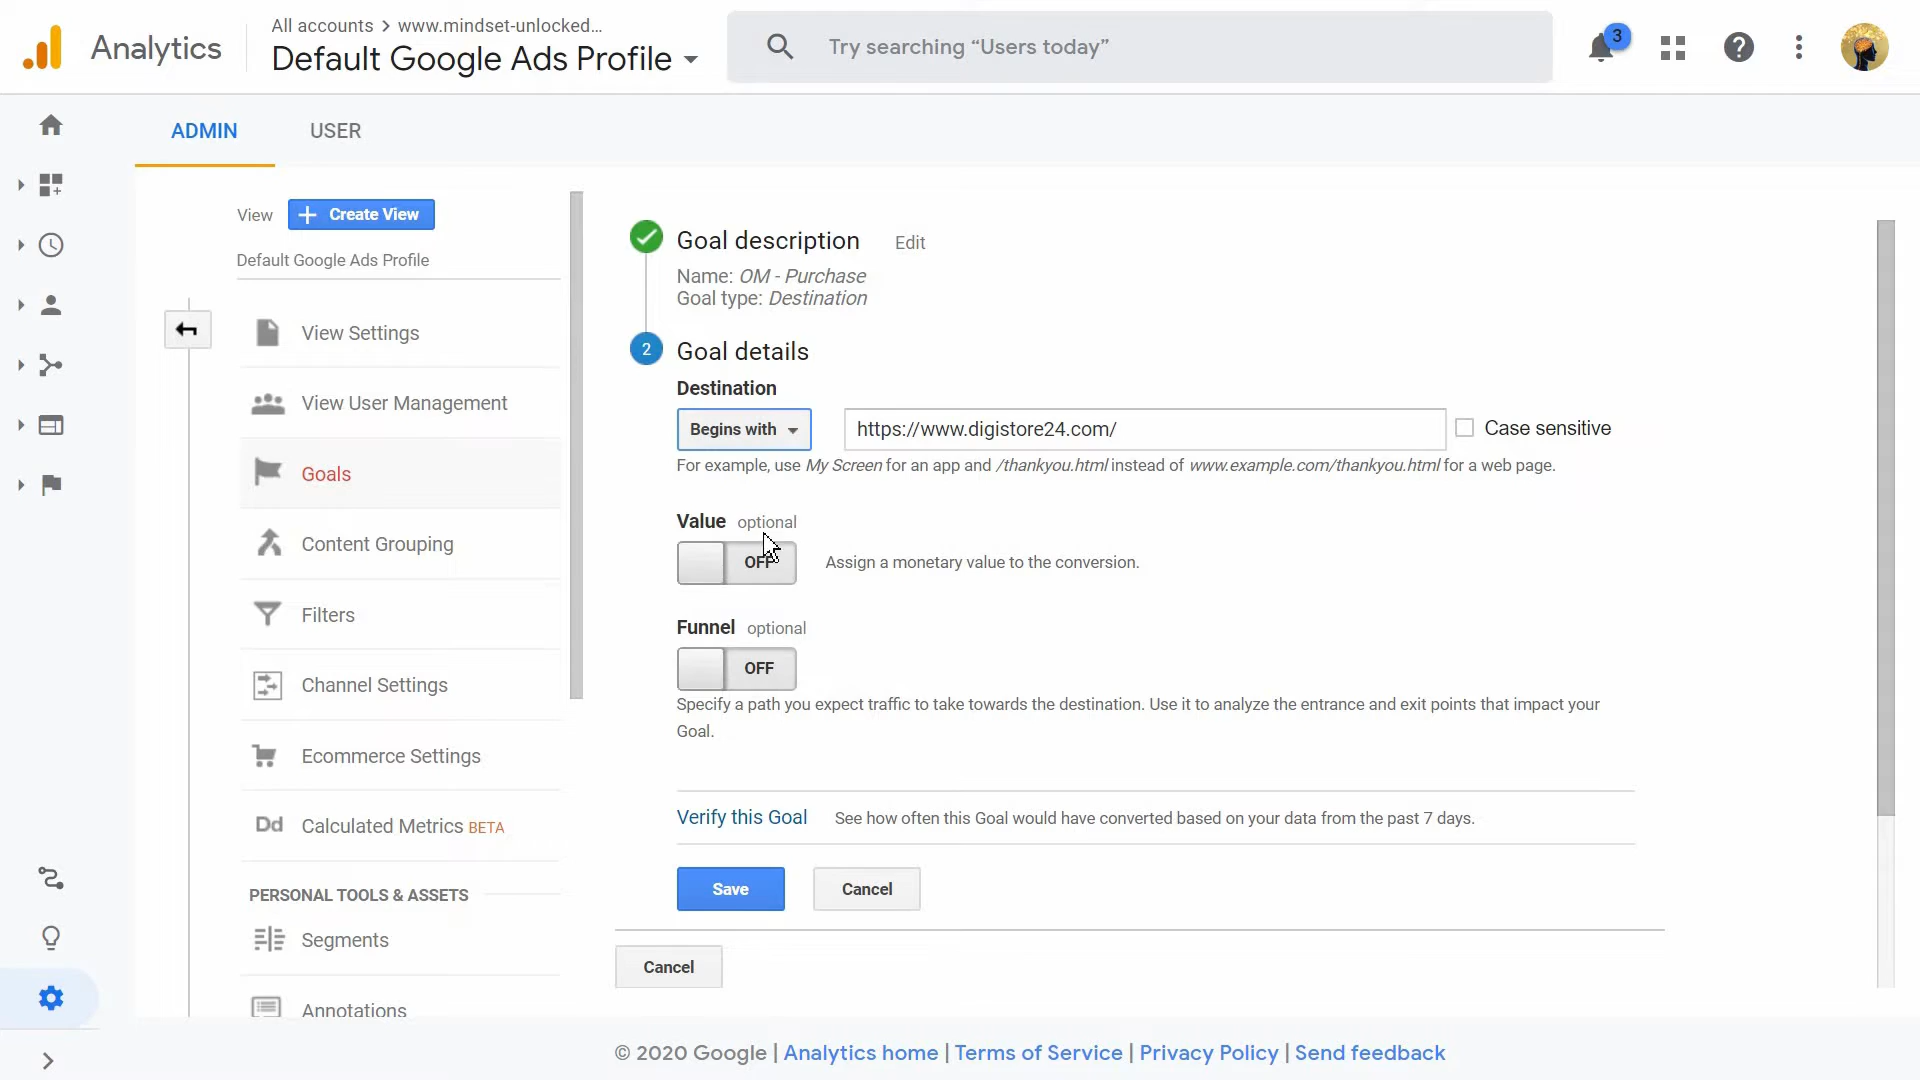 Analytics
All accounts > www.mindset-unlocked...
Default Google Ads Profile
Try searching “Users today”
3
ADMIN
USER
View
Create View
Default Google Ads Profile
View Settings
View User Management
Goals
Content Grouping
Filters
Channel Settings
Ecommerce Settings
Dd Calculated Metrics BETA
PERSONAL TOOLS & ASSETS
Segments
Annotations
Goal description Edit
Name: OM - Purchase
Goal type: Destination
2 Goal details
Destination
Begins with https://www.digistore24.com/ Case sensitive
For example, use My Screen for an app and /thankyou.html instead of www.example.com/thankyou.html for a web page.
Value optional
OFF Assign a monetary value to the conversion.
Funnel optional
OFF
Specify a path you expect traffic to take towards the destination. Use it to analyze the entrance and exit points that impact your
Goal.
Verify this Goal See how often this Goal would have converted based on your data from the past 7 days.
Save Cancel
Cancel
© 2020 Google | Analytics home | Terms of Service | Privacy Policy | Send feedback